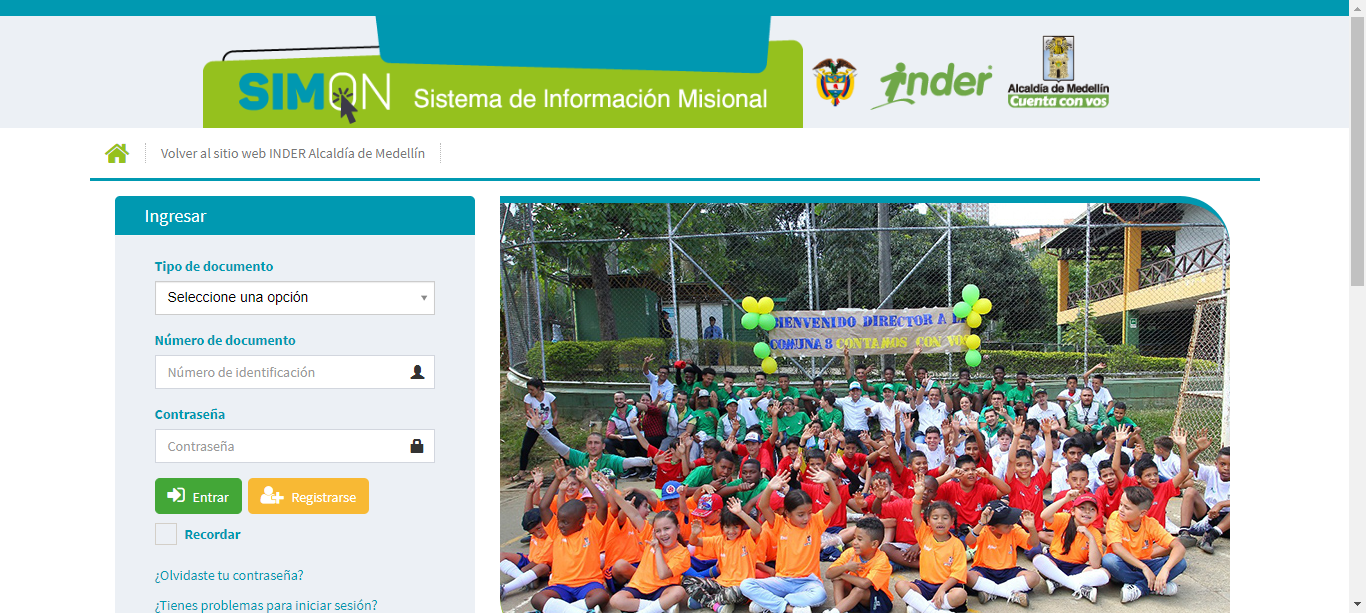 SIMON Sistema de Información Misional
inder
Alcaldía de Medellín
Cuenta con vos
Volver al sitio web INDER Alcaldía de Medellín
Ingresar
Tipo de documento
Seleccione una opción
Número de documento
Número de identificación
Contraseña
Contraseña
Entrar Registrarse
Recordar
¿Olvidaste tu contraseña?
¿Tienes problemas para iniciar sesión?
BIENVENIDO DIRECTOR A LA
COMUNA 8 CONTAMOS CON VOS